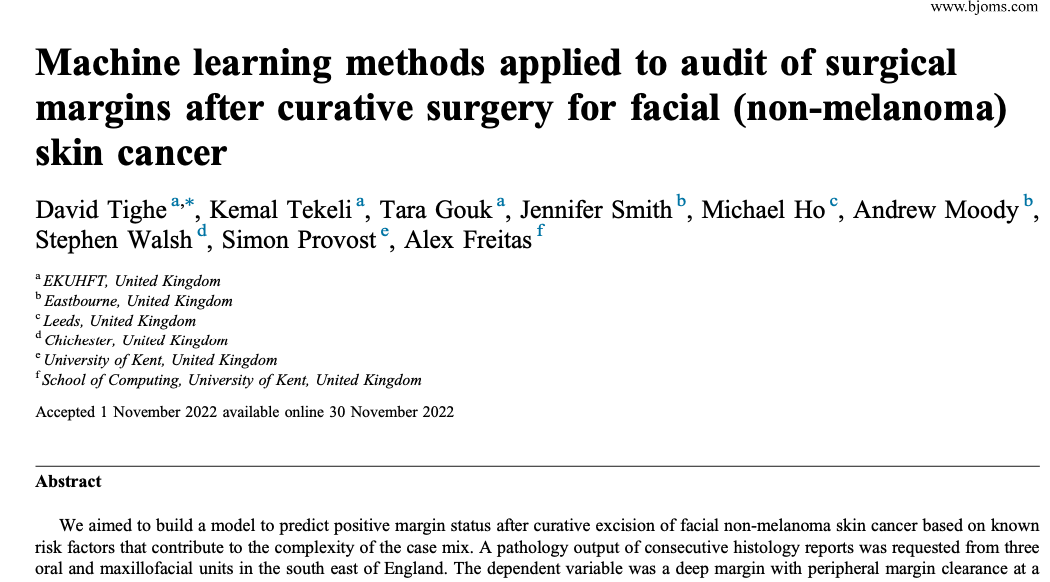 www.bjoms.com
Machine learning methods applied to audit of surgical
margins after curative surgery for facial (non-melanoma)
skin cancer
David Tighe a,*, Kemal Tekeli a, Tara Gouk a, Jennifer Smith b, Michael Ho c, Andrew Moody b,
Stephen Walsh d, Simon Provost e, Alex Freitas f
a EKUHFT, United Kingdom
b Eastbourne, United Kingdom
c Leeds, United Kingdom
d Chichester, United Kingdom
e University of Kent, United Kingdom
f School of Computing, University of Kent, United Kingdom
Accepted 1 November 2022 available online 30 November 2022
Abstract
We aimed to build a model to predict positive margin status after curative excision of facial non-melanoma skin cancer based on known
risk factors that contribute to the complexity of the case mix. A pathology output of consecutive histology reports was requested from three
oral and maxillofacial units in the south east of England. The dependent variable was a deep margin with peripheral margin clearance at a